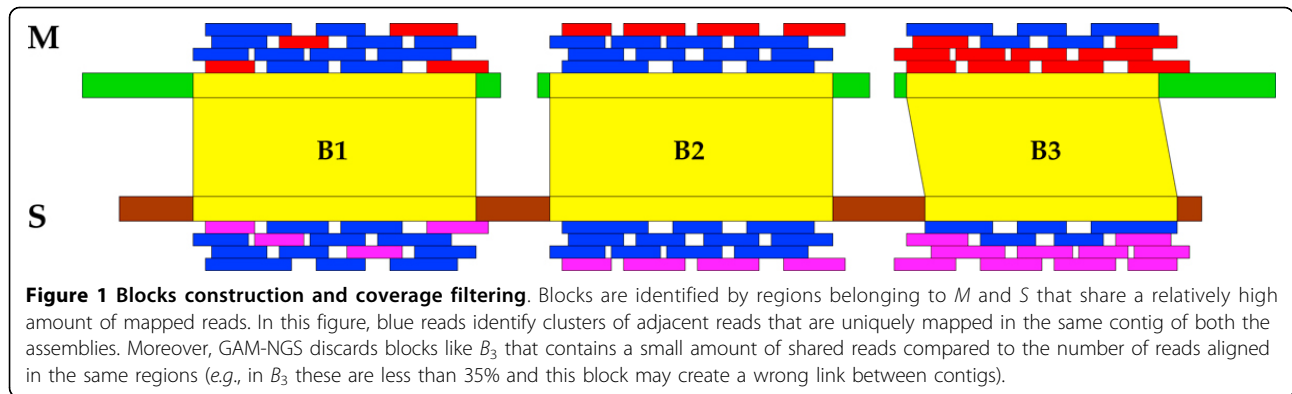 M
B1
B2
B3
S
Figure 1 Blocks construction and coverage filtering. Blocks are identified by regions belonging to M and S that share a relatively high
amount of mapped reads. In this figure, blue reads identify clusters of adjacent reads that are uniquely mapped in the same contig of both the
assemblies. Moreover, GAM-NGS discards blocks like B3 that contains a small amount of shared reads compared to the number of reads aligned
in the same regions (e.g., in B3 these are less than 35% and this block may create a wrong link between contigs).